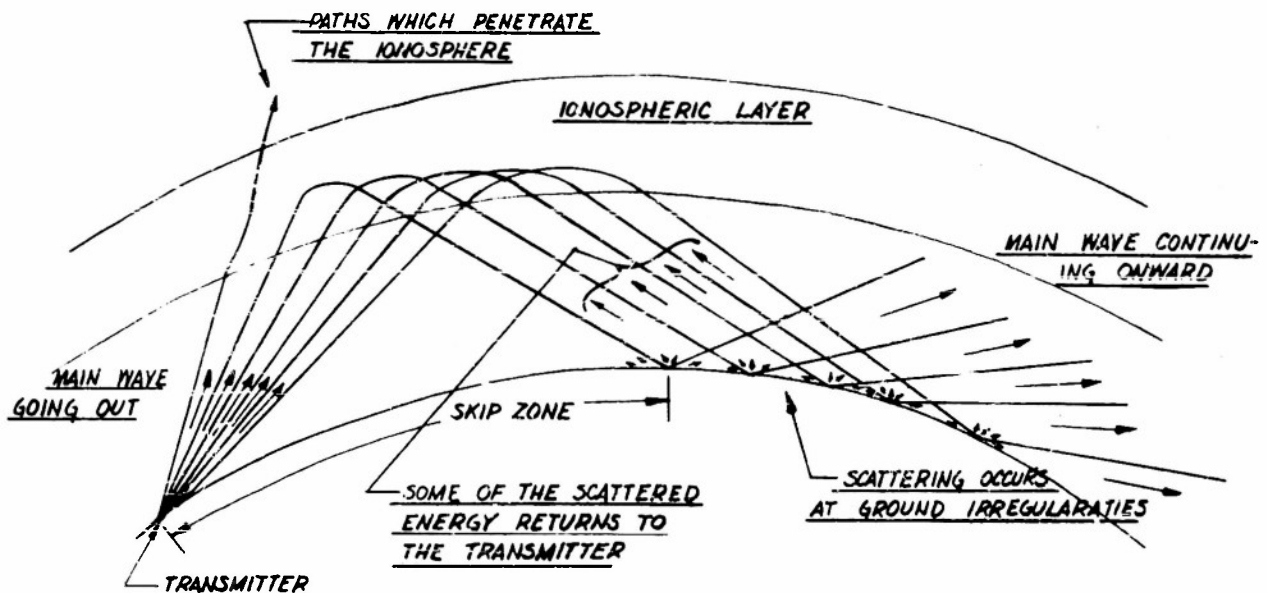 PATHS WHICH PENETRATE
THE IONOSPHERE
IONOSPHERIC LAYER
MAIN WAVE CONTINU-
ING ONWARD
MAIN WAVE
GOING OUT
SKIP ZONE
SOME OF THE SCATTERED
ENERGY RETURNS TO
THE TRANSMITTER
SCATTERING OCCURS
AT GROUND IRREGULARATIES
TRANSMITTER